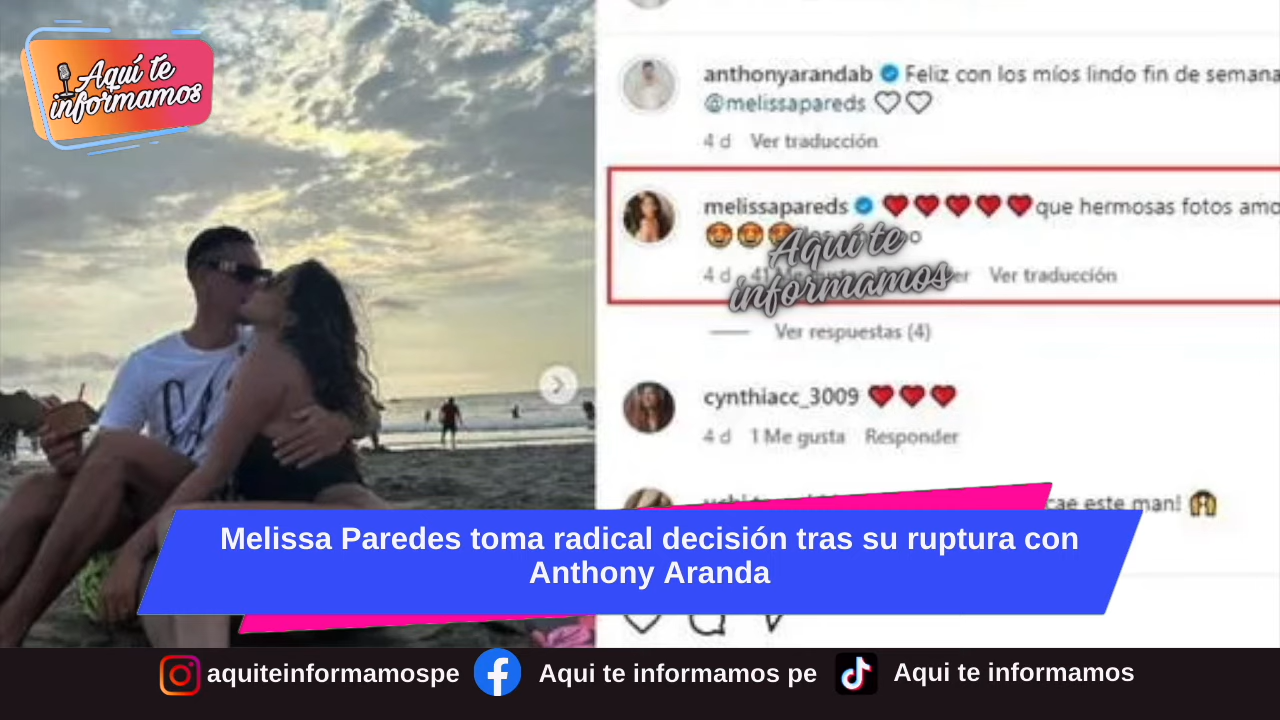 Aquí te
informamos
anthonyarandab Feliz con los míos lindo fin de semana
@melissapareds
4 d Ver traducción
melissapareds que hermosas fotos amo
Aquí te
informamos
4 d Ver traducción
Ver respuestas (4)
cynthiacc_3009
4 d 1 Me gusta Responder
cae este man!
Melissa Paredes toma radical decisión tras su ruptura con
Anthony Aranda
aquiteinformamospe Aqui te informamos pe Aqui te informamos